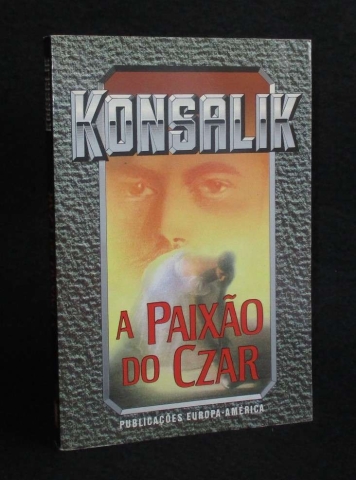 KONSALIK
A PAIXÃO
DO CZAR
PUBLICAÇÕES EUROPA-AMÉRICA